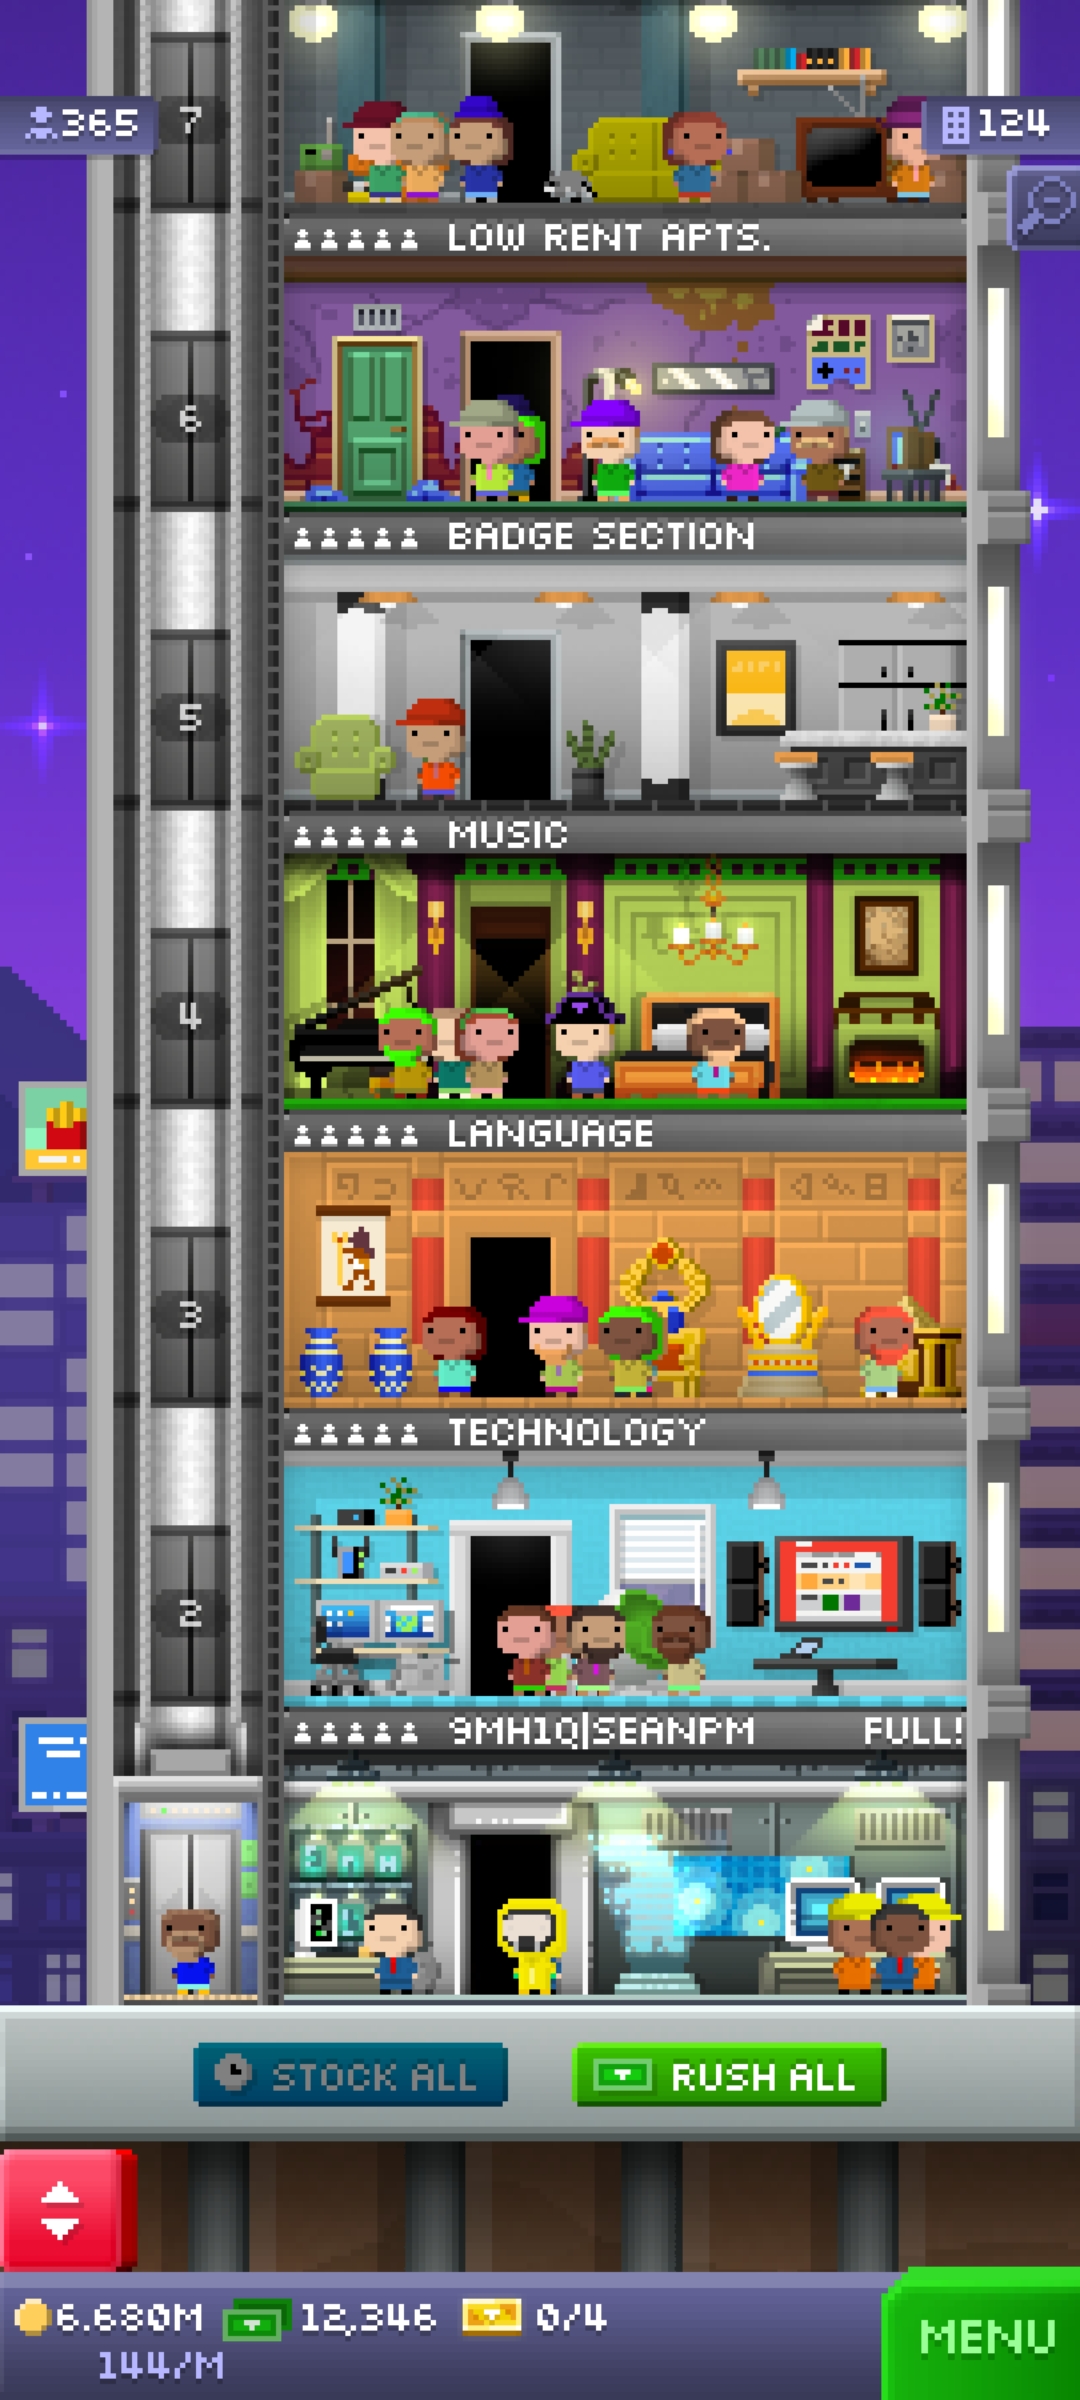 365
7
124
LOW RENT APTS.
6
BADGE SECTION
5
MUSIC
4
LANGUAGE
3
TECHNOLOGY
2
9MH1Q|SEANPM FULL!
STOCK ALL
RUSH ALL
6.680M
12,346
0/4
144/M
MENU